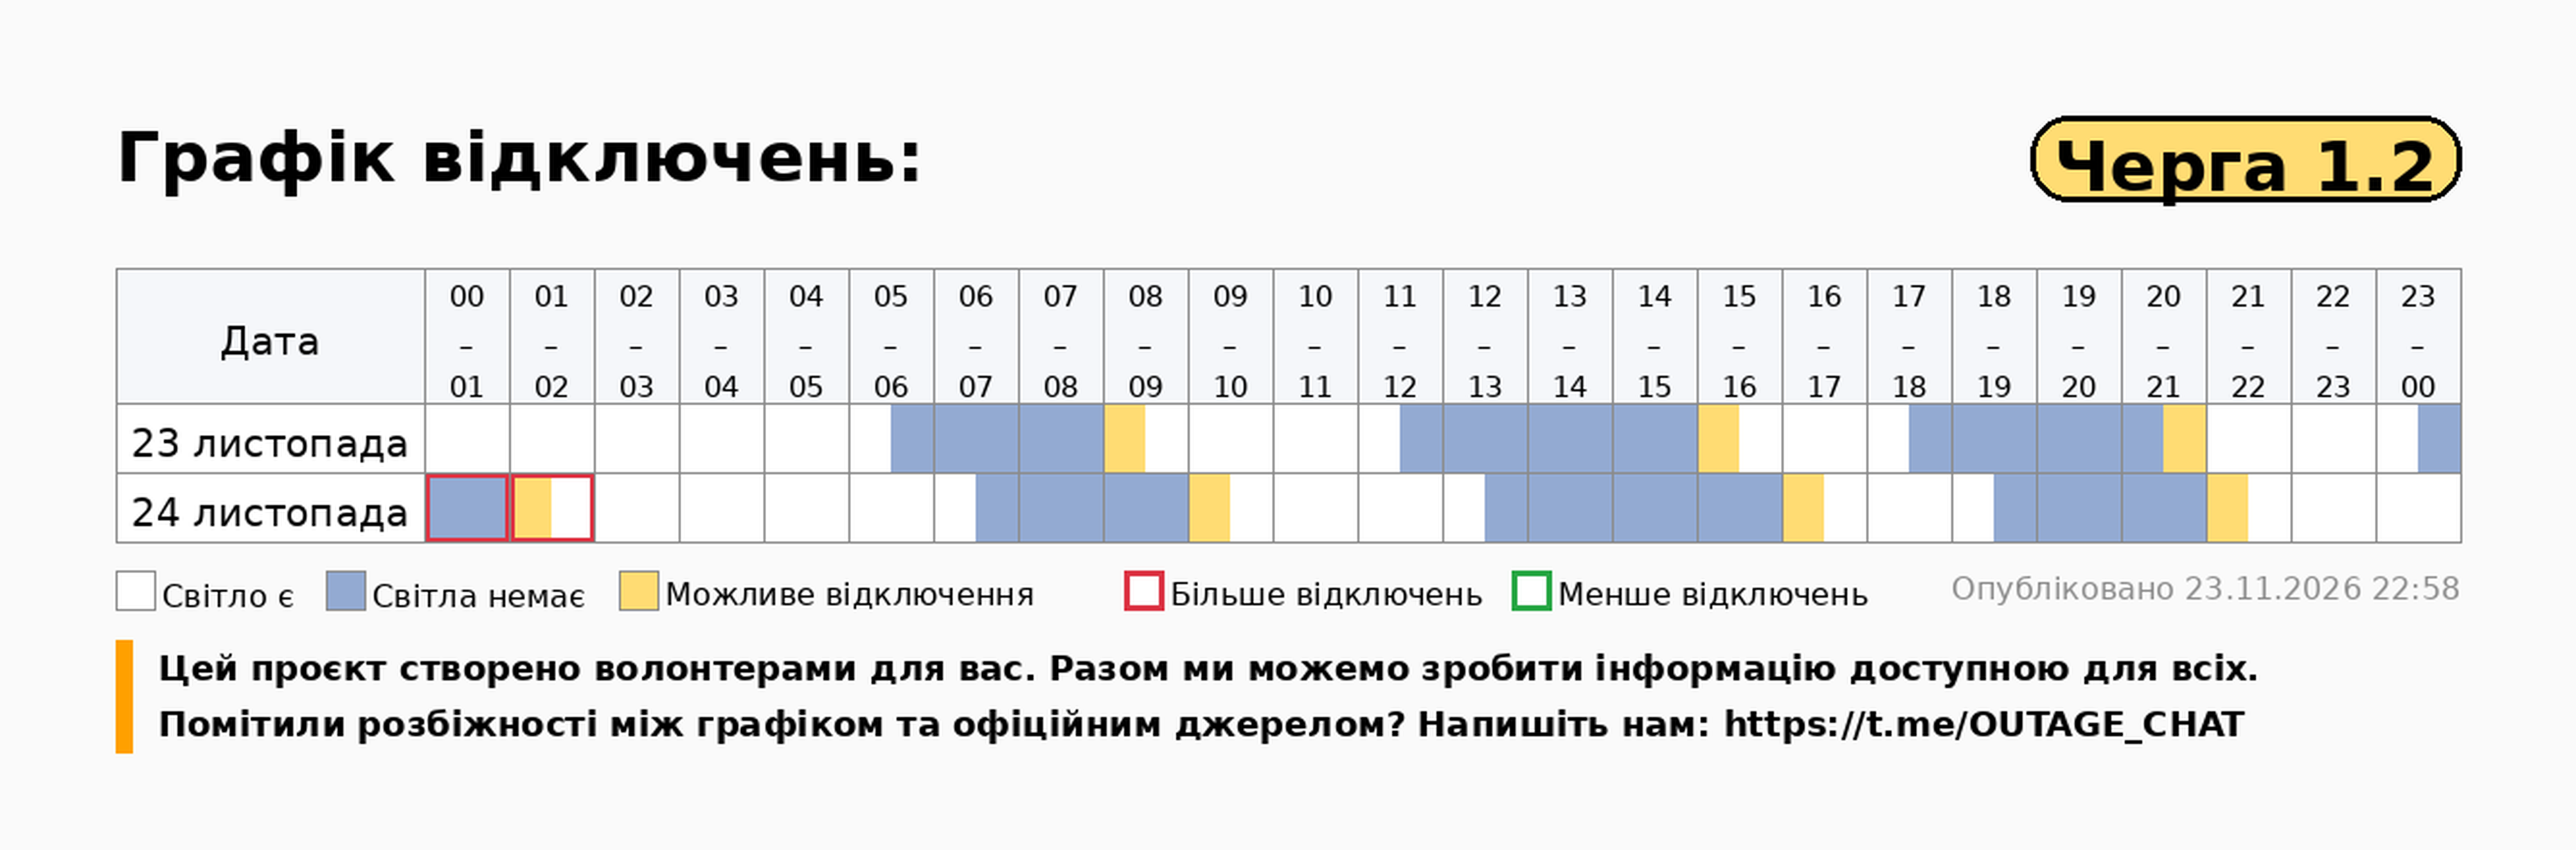 Графік відключень:
Черга 1.2
Дата 00 – 01 01 – 02 02 – 03 03 – 04 04 – 05 05 – 06 06 – 07 07 – 08 08 – 09 09 – 10 10 – 11 11 – 12 12 – 13 13 – 14 14 – 15 15 – 16 16 – 17 17 – 18 18 – 19 19 – 20 20 – 21 21 – 22 22 – 23 23 – 00
23 листопада
24 листопада
Світло є Світла немає Можливе відключення Більше відключень Менше відключень Опубліковано 23.11.2026 22:58
Цей проєкт створено волонтерами для вас. Разом ми можемо зробити інформацію доступною для всіх.
Помітили розбіжності між графіком та офіційним джерелом? Напишіть нам: https://t.me/OUTAGE_CHAT